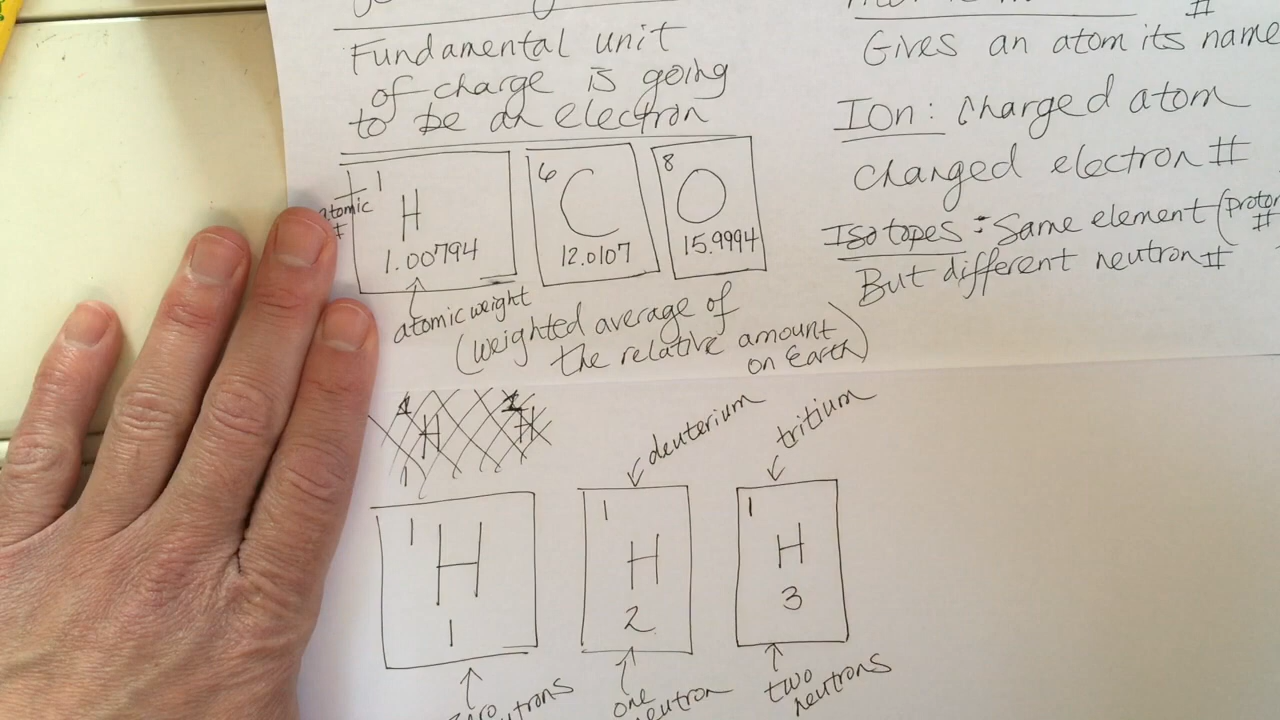 Fundamental unit
of charge is going
to be an electron
1
H
1.00794
6
C
12.0107
8
O
15.9994
atomic
#
atomic weight
(weighted average of
the relative amount
on Earth)
#
Gives an atom its name
Ion: Charged atom
changed electron #
Isotopes: Same element (proton
#
But different neutron #
deuterium
tritium
1
H
1
1
H
2
1
H
3
zero
neutrons
one
neutron
two
neutrons